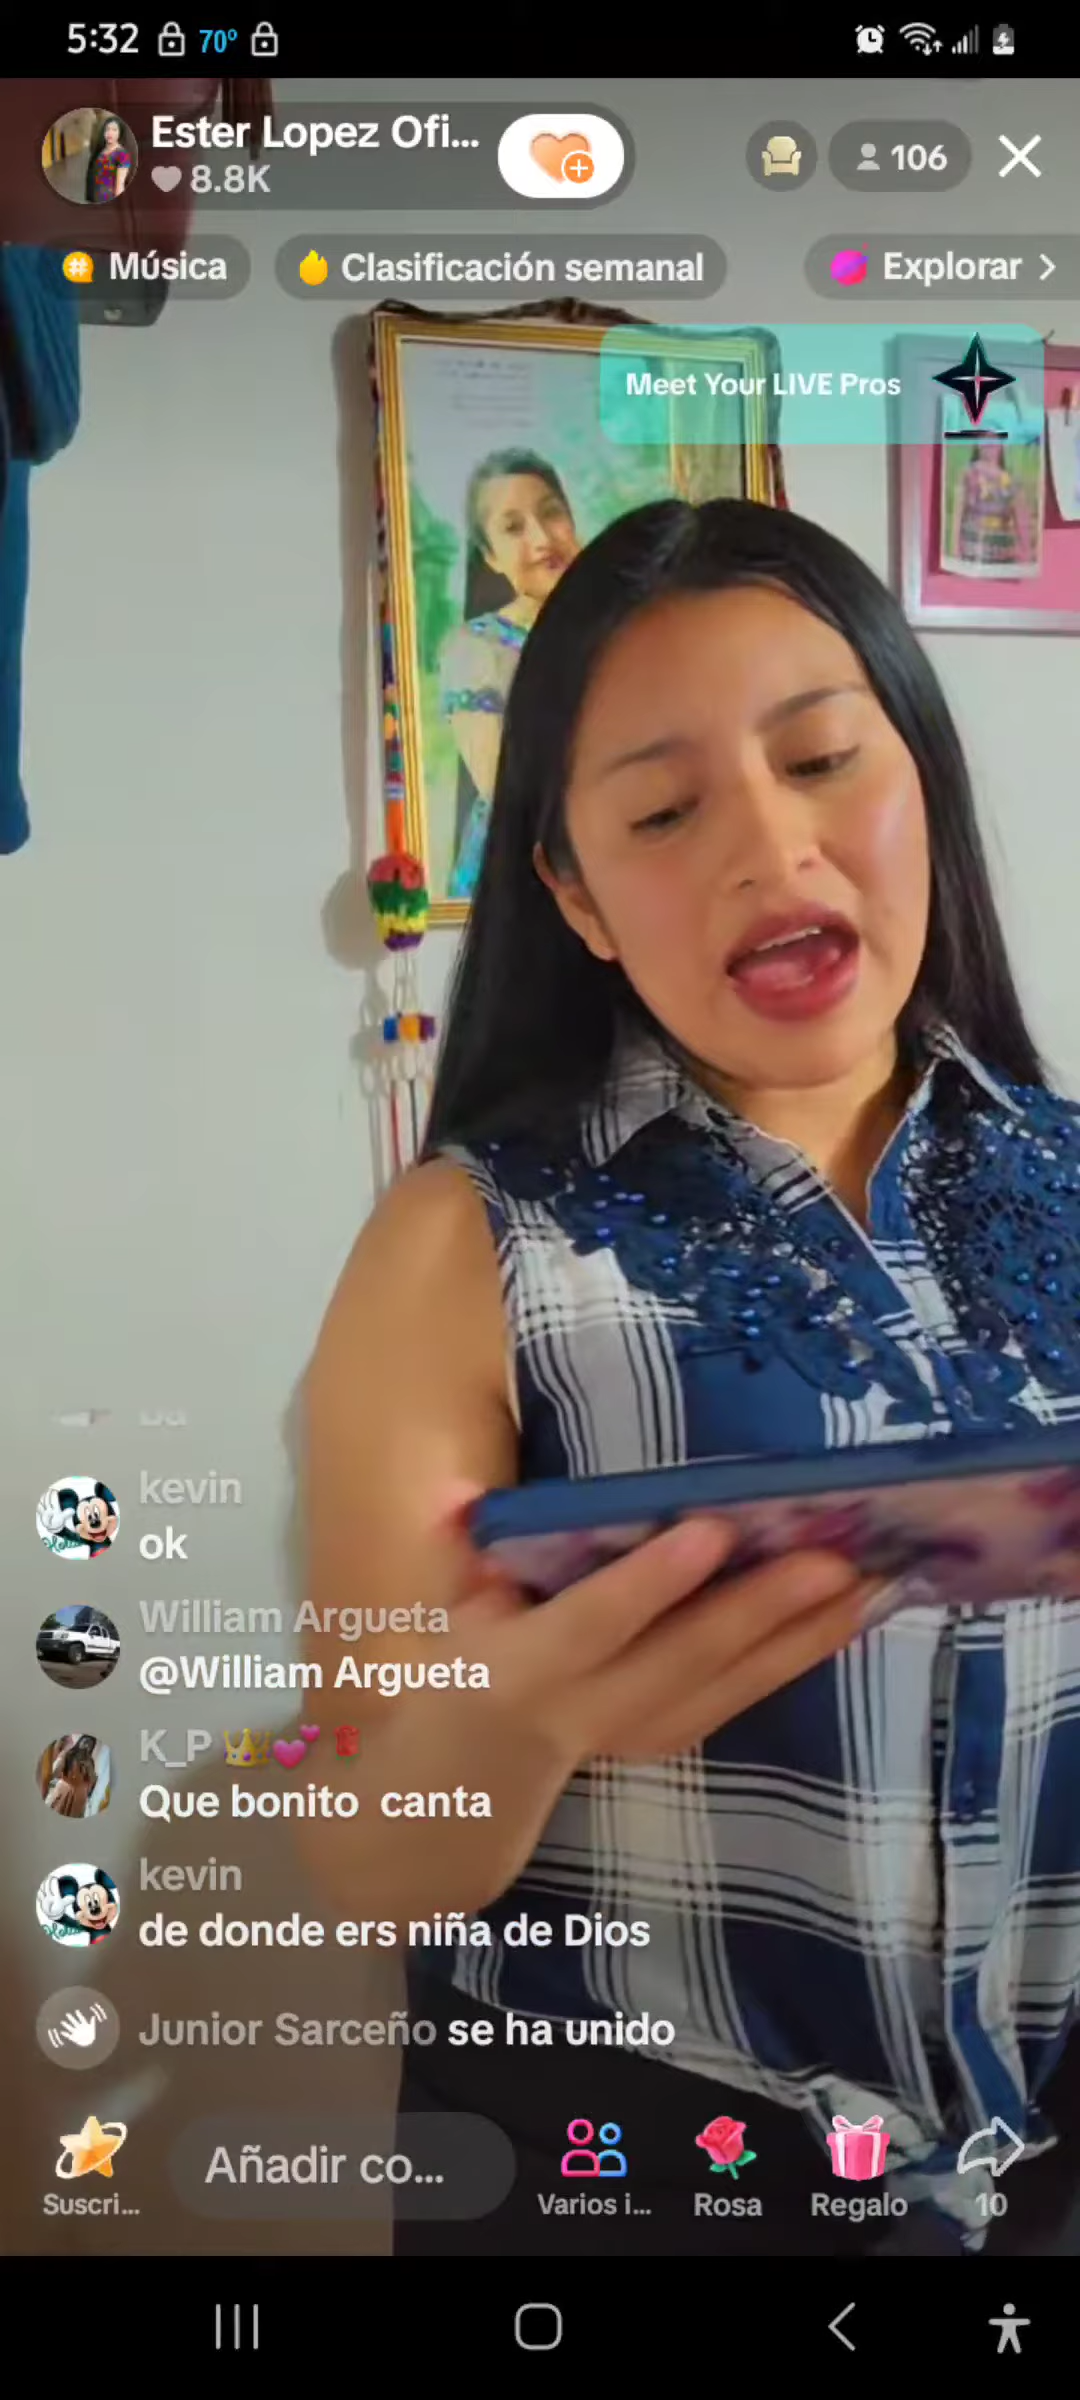 5:32 70°
Ester Lopez Ofi...
8.8K
106
Música
Clasificación semanal
Explorar
Meet Your LIVE Pros
kevin
ok
William Argueta
@William Argueta
K_P
Que bonito canta
kevin
de donde ers niña de Dios
Junior Sarceño se ha unido
Añadir co...
Suscri...
Varios i...
Rosa
Regalo
10